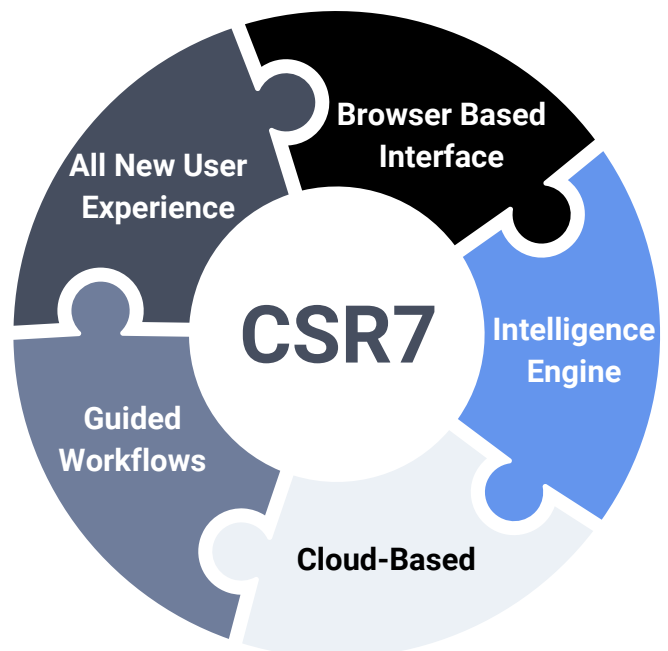 Browser Based
Interface
All New User
Experience
CSR7
Intelligence
Engine
Guided
Workflows
Cloud-Based